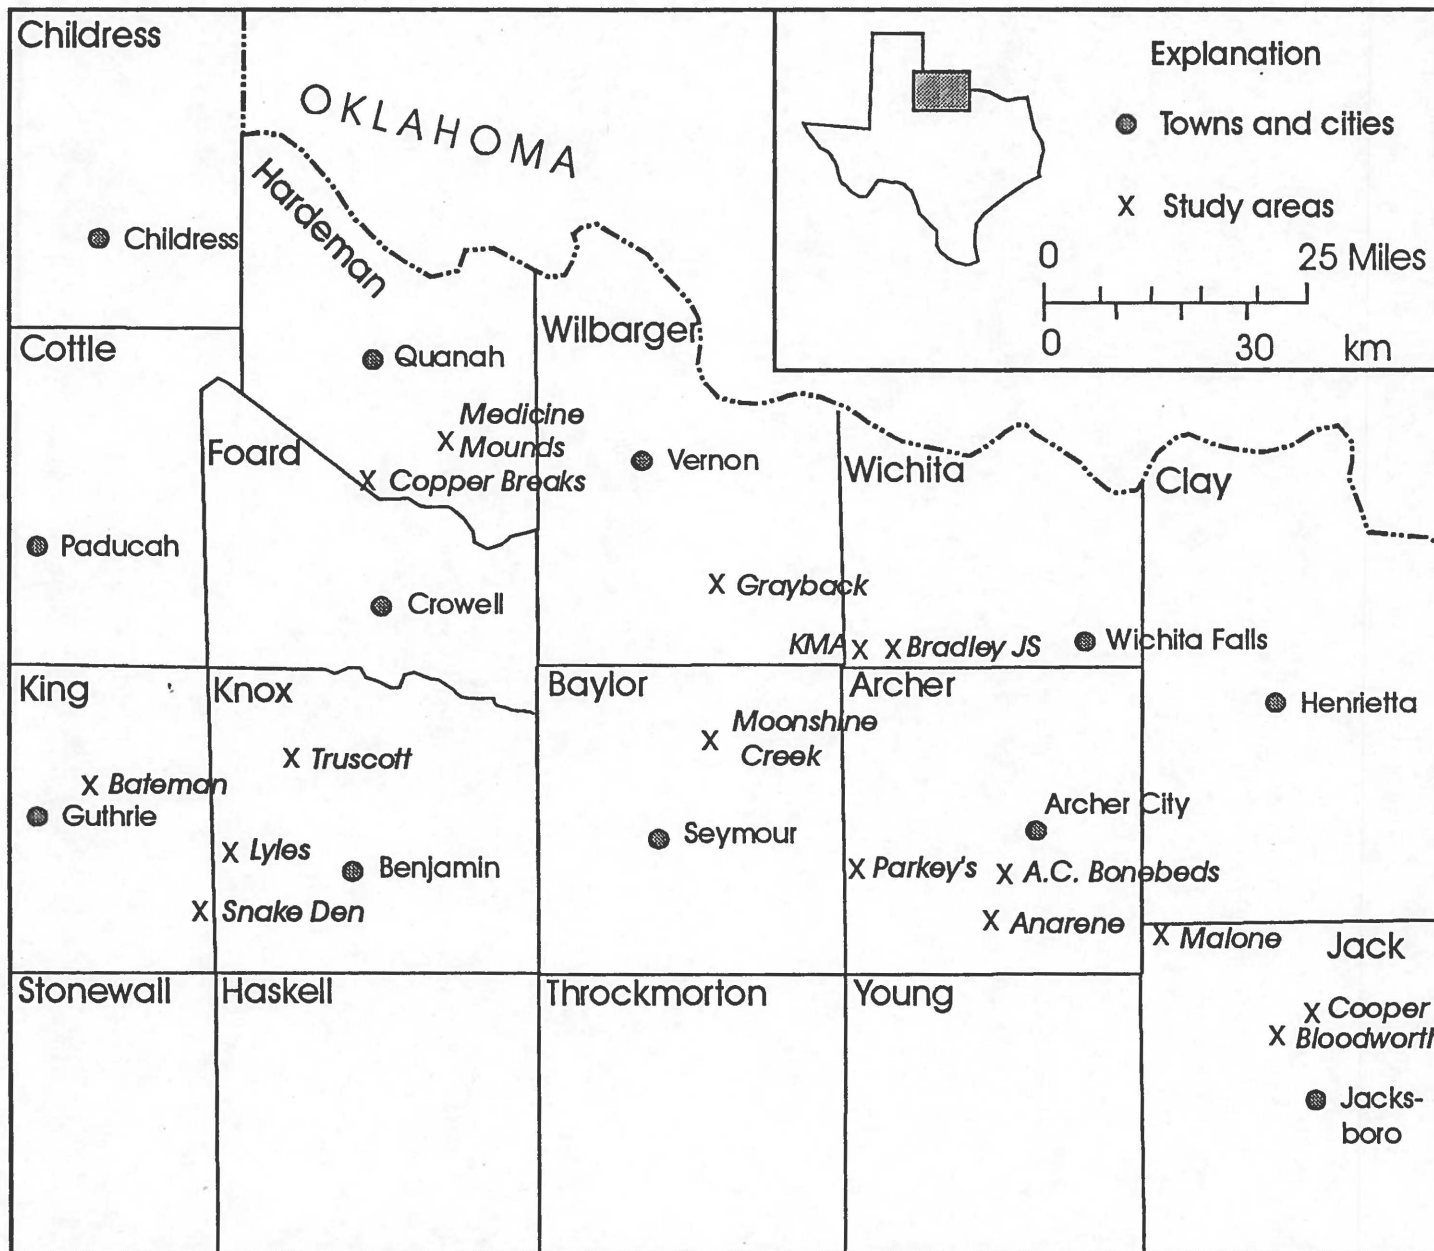 Childress
OKLAHOMA
Explanation
Towns and cities
X Study areas
0 25 Miles
0 30 km
Hardeman
Childress
Wilbarger
Cottle
Quanah
Medicine
X Mounds
Foard
X Copper Breaks
Vernon
Wichita
Clay
Paducah
X Grayback
Crowell
KMA X X Bradley JS
Wichita Falls
King
Knox
Baylor
Archer
Henrietta
Moonshine
X Creek
X Truscott
X Bateman
Guthrie
Archer City
Seymour
X Lyles
Benjamin
X Parkey's
X A.C. Bonebeds
X Snake Den
X Anarene
X Malone
Jack
Stonewall
Haskell
Throckmorton
Young
X Cooper
X Bloodworth
Jacks-
boro